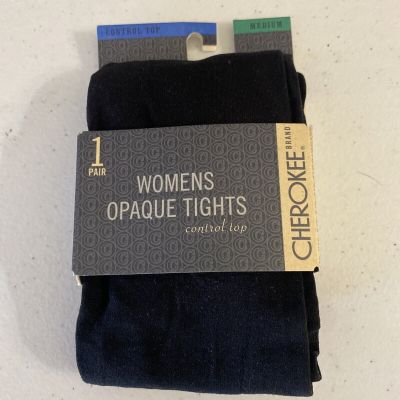 CONTROL TOP
MEDIUM
1
PAIR
WOMENS
OPAQUE TIGHTS
control top
CHEROKEE®
BRAND